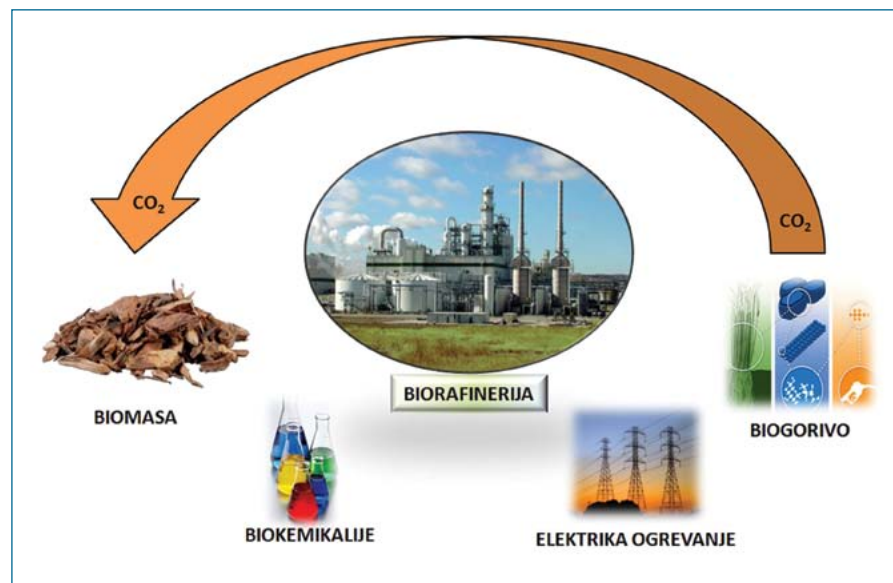 CO₂
CO₂
BIORAFINERIJA
BIOMASA
BIOGORIVO
BIOKEMIKALIJE
ELEKTRIKA OGREVANJE